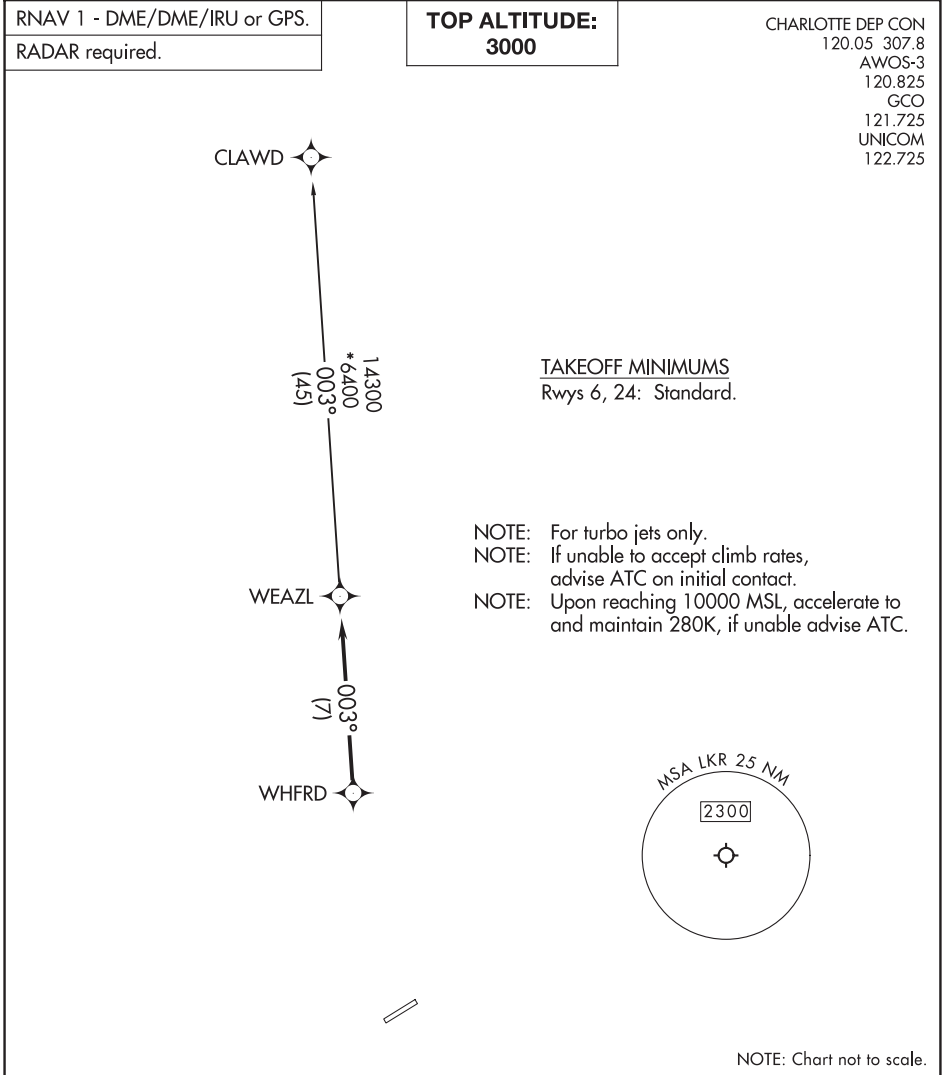 RNAV 1 - DME/DME/IRU or GPS.
RADAR required.
TOP ALTITUDE:
3000
CHARLOTTE DEP CON
120.05 307.8
AWOS-3
120.825
GCO
121.725
UNICOM
122.725
CLAWD
14300
*6400
003°
(45)
TAKEOFF MINIMUMS
Rwys 6, 24: Standard.
NOTE: For turbo jets only.
NOTE: If unable to accept climb rates,
advise ATC on initial contact.
NOTE: Upon reaching 10000 MSL, accelerate to
and maintain 280K, if unable advise ATC.
WEAZL
003°
(7)
WHFRD
MSA LKR 25 NM
2300
NOTE: Chart not to scale.